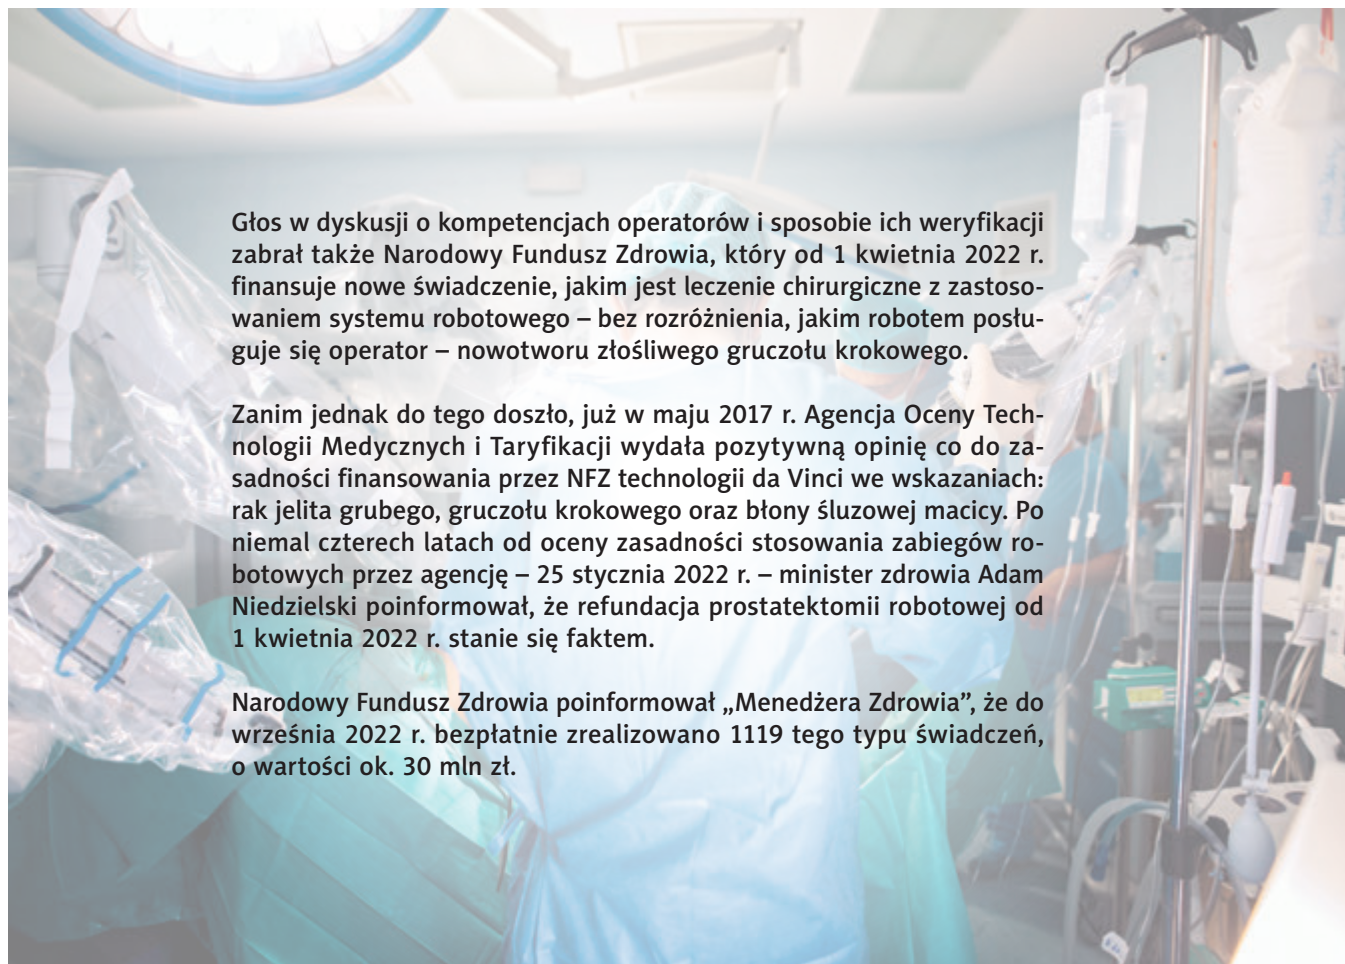 Głos w dyskusji o kompetencjach operatorów i sposobie ich weryfikacji
zabrał także Narodowy Fundusz Zdrowia, który od 1 kwietnia 2022 r.
finansuje nowe świadczenie, jakim jest leczenie chirurgiczne z zastoso-
waniem systemu robotowego – bez rozróżnienia, jakim robotem posłu-
guje się operator – nowotworu złośliwego gruczołu krokowego.
Zanim jednak do tego doszło, już w maju 2017 r. Agencja Oceny Tech-
nologii Medycznych i Taryfikacji wydała pozytywną opinię co do za-
sadności finansowania przez NFZ technologii da Vinci we wskazaniach:
rak jelita grubego, gruczołu krokowego oraz błony śluzowej macicy. Po
niemal czterech latach od oceny zasadności stosowania zabiegów ro-
botowych przez agencję – 25 stycznia 2022 r. – minister zdrowia Adam
Niedzielski poinformował, że refundacja prostatektomii robotowej od
1 kwietnia 2022 r. stanie się faktem.
Narodowy Fundusz Zdrowia poinformował „Menedżera Zdrowia”, że do
września 2022 r. bezpłatnie zrealizowano 1119 tego typu świadczeń,
o wartości ok. 30 mln zł.